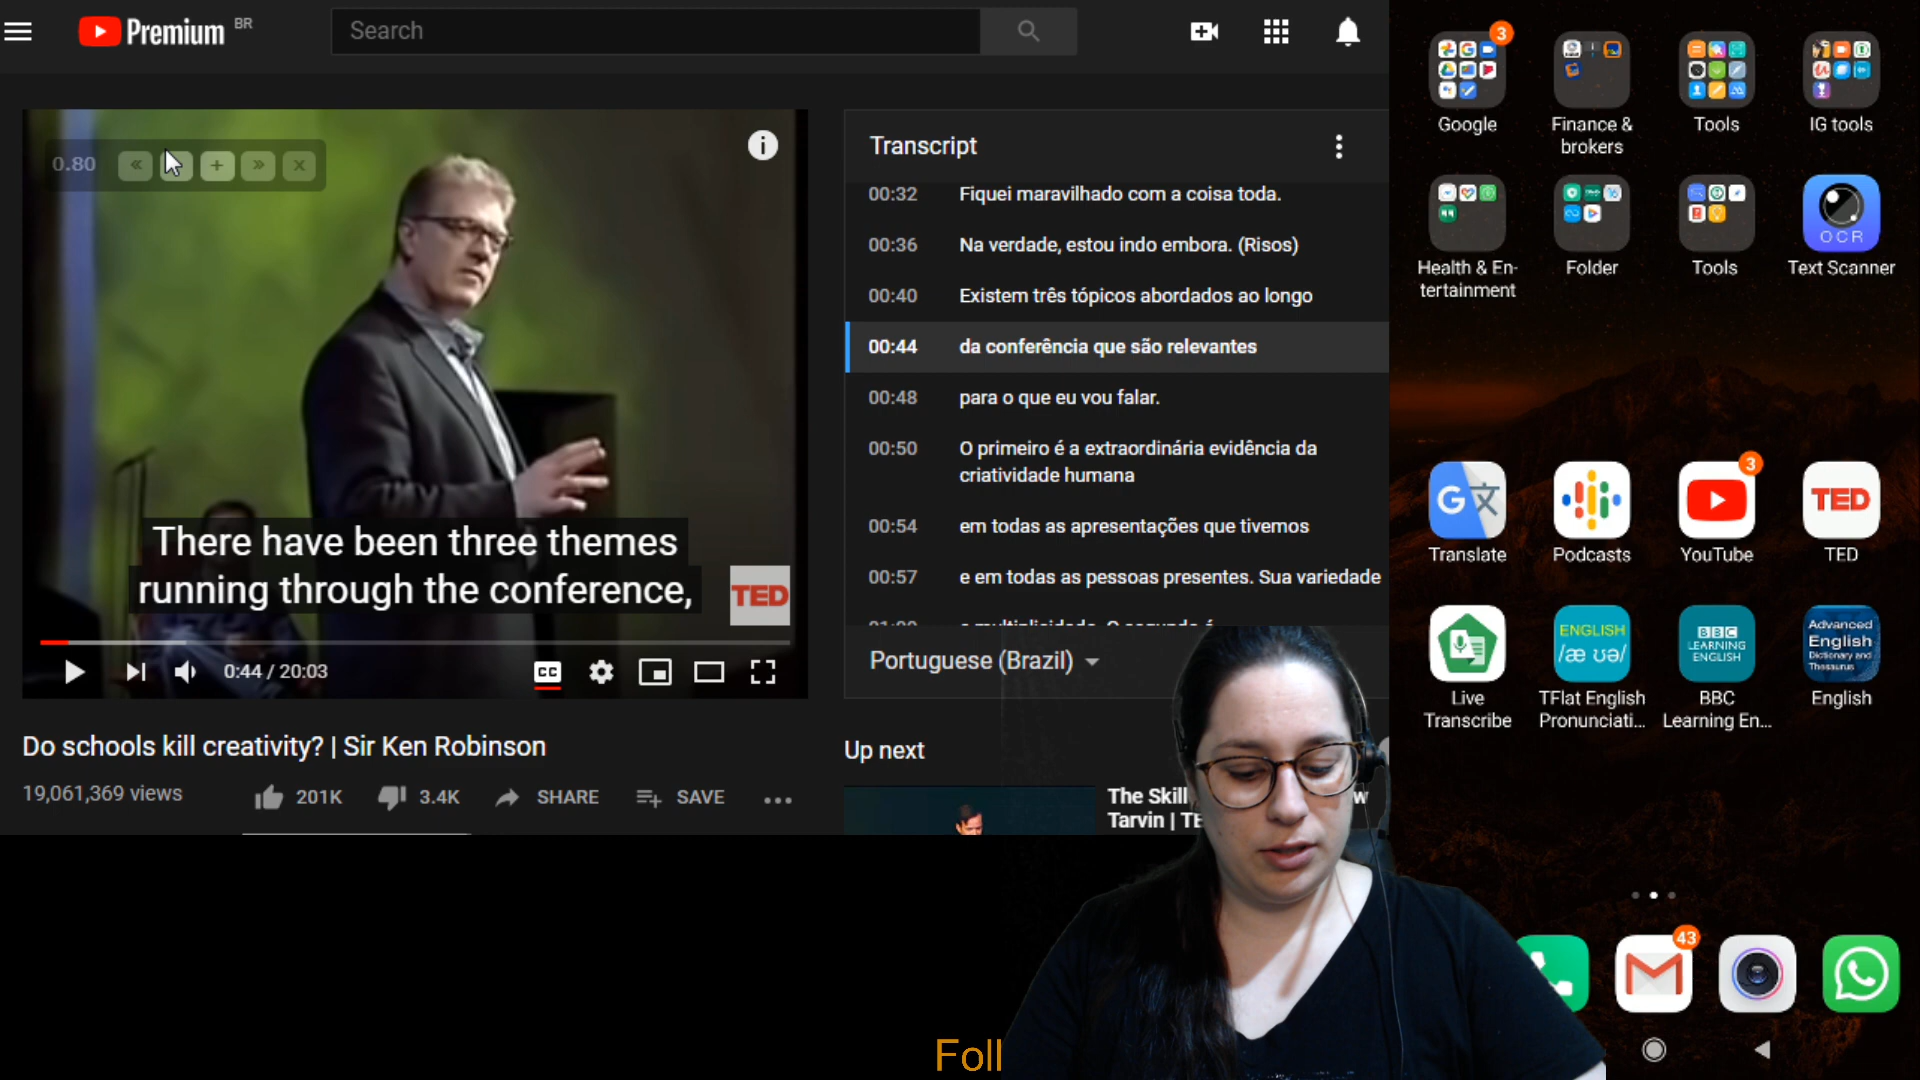 Premium BR
Search
0.80
Transcript
00:32 Fiquei maravilhado com a coisa toda.
00:36 Na verdade, estou indo embora. (Risos)
00:40 Existem três tópicos abordados ao longo
00:44 da conferência que são relevantes
00:48 para o que eu vou falar.
00:50 O primeiro é a extraordinária evidência da
criatividade humana
00:54 em todas as apresentações que tivemos
00:57 e em todas as pessoas presentes. Sua variedade
There have been three themes
running through the conference,
TED
0:44 / 20:03
CC
Portuguese (Brazil)
Do schools kill creativity? | Sir Ken Robinson
19,061,369 views
201K
3.4K
SHARE
SAVE
Up next
The Skill
Tarvin | TE
Foll
3
Google
Finance &
brokers
Tools
IG tools
Health & En-
tertainment
Folder
Tools
OCR
Text Scanner
Translate
Podcasts
3
YouTube
TED
TED
Live
Transcribe
ENGLISH
/æ ʊə/
TFlat English
Pronunciati...
BBC
LEARNING
ENGLISH
BBC
Learning En...
Advanced
English
Dictionary and
Thesaurus
English
43